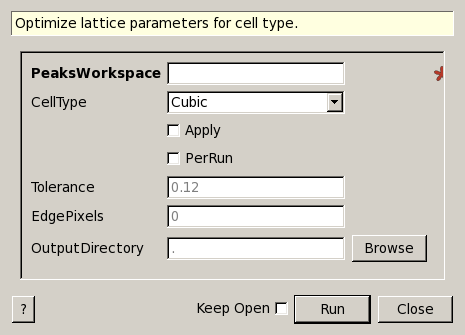 Optimize lattice parameters for cell type.
PeaksWorkspace *
CellType Cubic
Apply
PerRun
Tolerance 0.12
EdgePixels 0
OutputDirectory . Browse
? Keep Open Run Close